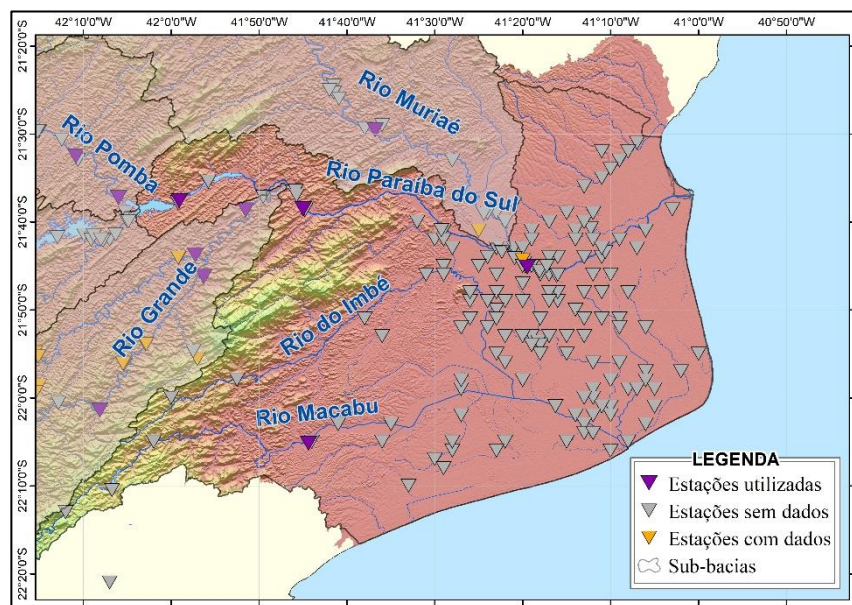 42°10'0"W 42°0'0"W 41°50'0"W 41°40'0"W 41°30'0"W 41°20'0"W 41°10'0"W 41°0'0"W 40°50'0"W
21°20'0"S
21°30'0"S
21°40'0"S
21°50'0"S
22°0'0"S
22°10'0"S
22°20'0"S
Rio Muriaé
Rio Pomba
Rio Paraíba do Sul
Rio Grande
Rio do Imbé
Rio Macabu
LEGENDA
Estações utilizadas
Estações sem dados
Estações com dados
Sub-bacias